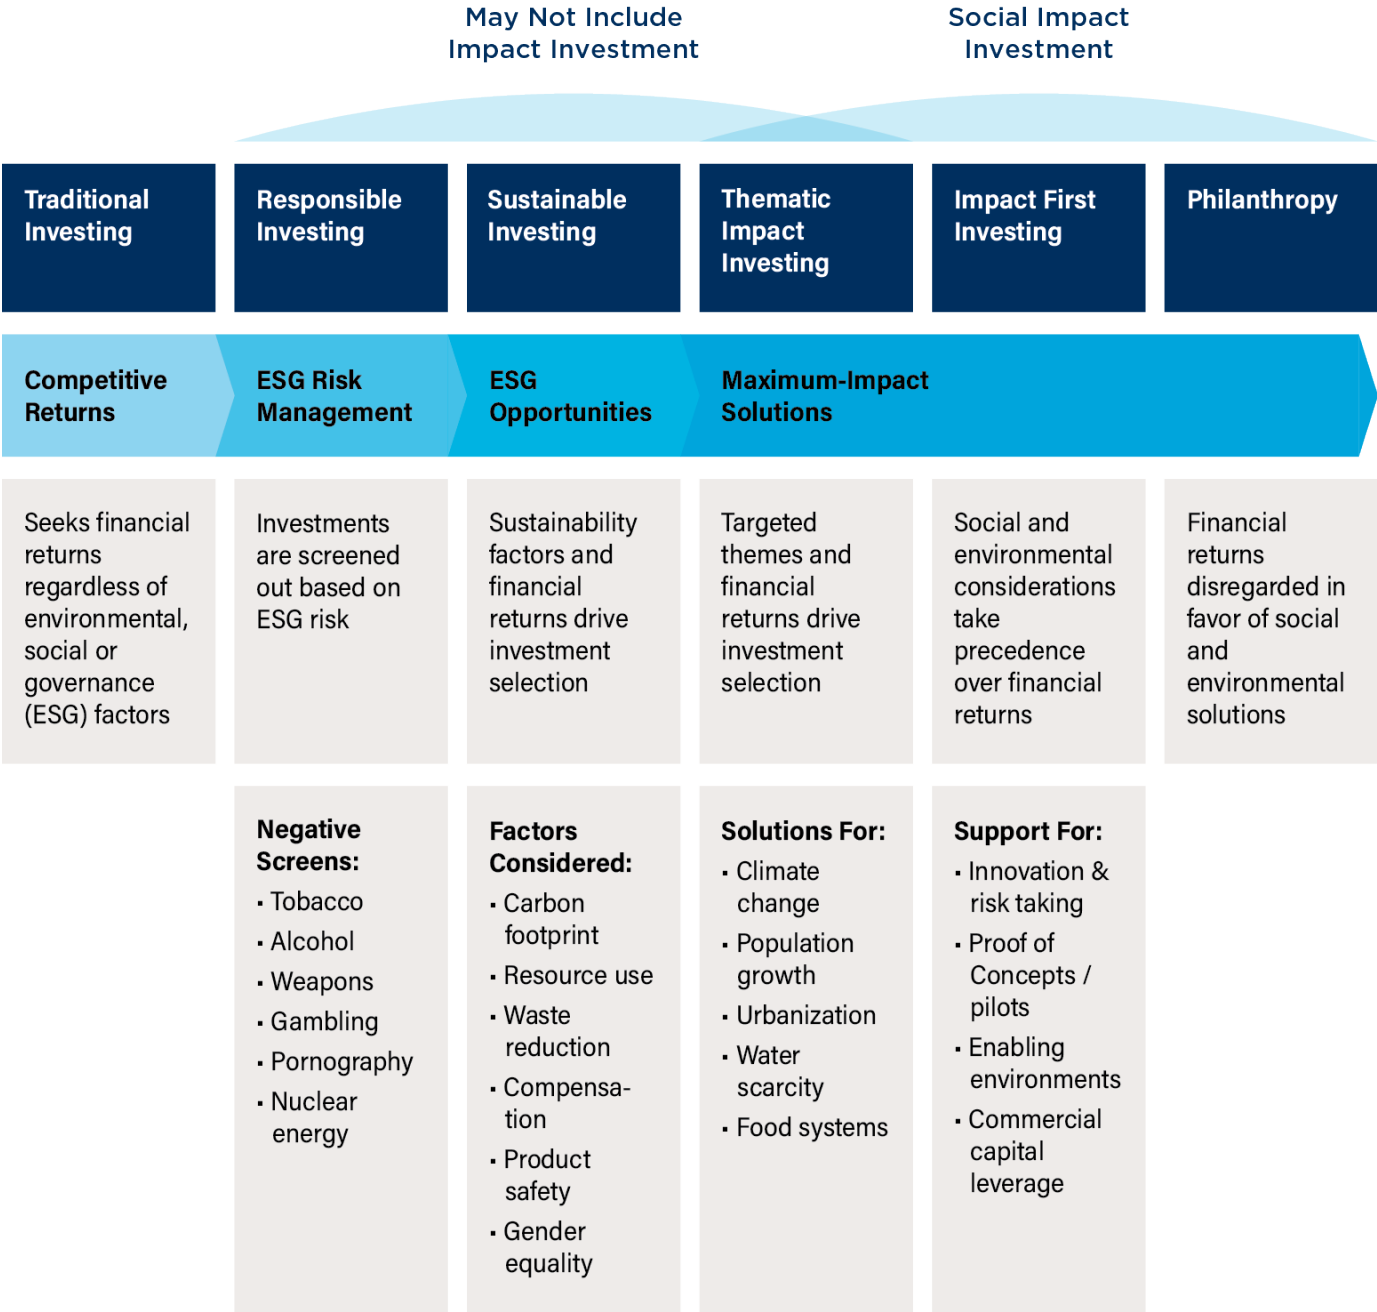 May Not Include
Impact Investment
Social Impact
Investment
Traditional
Investing
Responsible
Investing
Sustainable
Investing
Thematic
Impact
Investing
Impact First
Investing
Philanthropy
Competitive
Returns
ESG Risk
Management
ESG
Opportunities
Maximum-Impact
Solutions
Seeks financial
returns
regardless of
environmental,
social or
governance
(ESG) factors
Investments
are screened
out based on
ESG risk
Sustainability
factors and
financial
returns drive
investment
selection
Targeted
themes and
financial
returns drive
investment
selection
Social and
environmental
considerations
take
precedence
over financial
returns
Financial
returns
disregarded in
favor of social
and
environmental
solutions
Negative
Screens:
· Tobacco
· Alcohol
· Weapons
· Gambling
· Pornography
· Nuclear
energy
Factors
Considered:
· Carbon
footprint
· Resource use
· Waste
reduction
· Compensa-
tion
· Product
safety
· Gender
equality
Solutions For:
· Climate
change
· Population
growth
· Urbanization
· Water
scarcity
· Food systems
Support For:
· Innovation &
risk taking
· Proof of
Concepts /
pilots
· Enabling
environments
· Commercial
capital
leverage